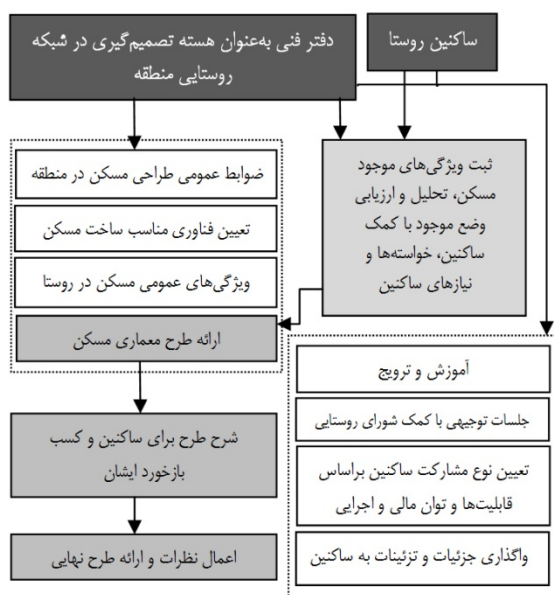 ساکنین روستا
دفتر فنی به‌عنوان هسته تصمیم‌گیری در شبکه
روستایی منطقه
ثبت ویژگی‌های موجود
مسکن، تحلیل و ارزیابی
وضع موجود با کمک
ساکنین، خواسته‌ها و
نیازهای ساکنین
ضوابط عمومی طراحی مسکن در منطقه
تعیین فناوری مناسب ساخت مسکن
ویژگی‌های عمومی مسکن در روستا
ارائه طرح معماری مسکن
شرح طرح برای ساکنین و کسب
بازخورد ایشان
اعمال نظرات و ارائه طرح نهایی
آموزش و ترویج
جلسات توجیهی با کمک شورای روستایی
تعیین نوع مشارکت ساکنین براساس
قابلیت‌ها و توان مالی و اجرایی
واگذاری جزئیات و تزئینات به ساکنین